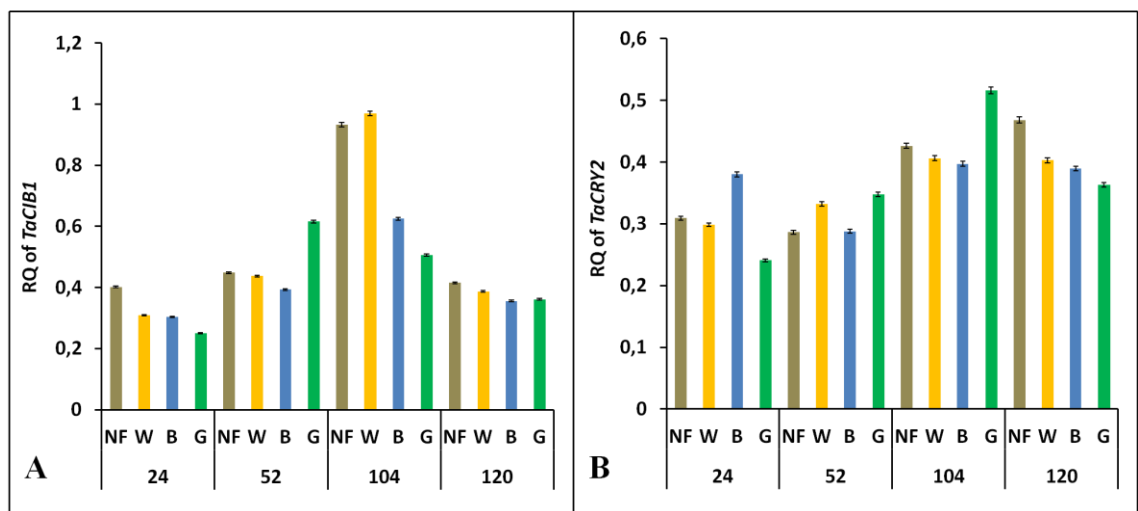 RQ of TaCIB1
1,2
1
0,8
0,6
0,4
0,2
0
NF W B G NF W B G NF W B G NF W B G
24 52 104 120
A
RQ of TaCRY2
0,6
0,5
0,4
0,3
0,2
0,1
0
NF W B G NF W B G NF W B G NF W B G
24 52 104 120
B